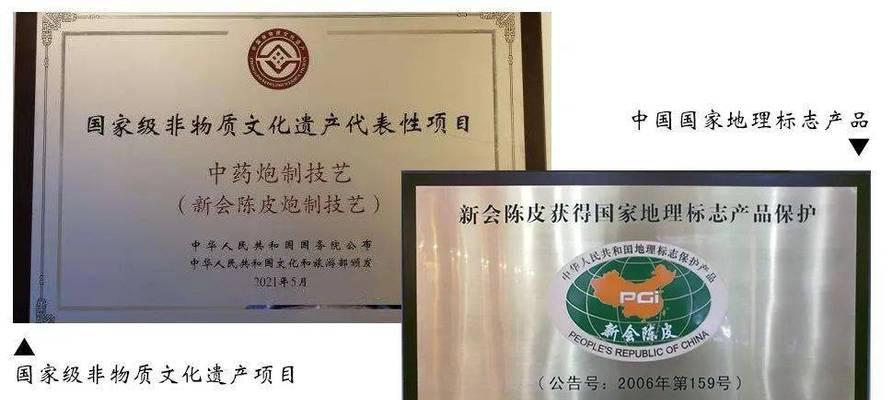 国家级非物质文化遗产代表性项目
中药炮制技艺
（新会陈皮炮制技艺）
中华人民共和国国务院公布
中华人民共和国文化和旅游部颁发
2021年5月
国家级非物质文化遗产项目
中国国家地理标志产品
新会陈皮获得国家地理标志产品保护
中华人民共和国地理标志保护产品
PGi
新会陈皮
PEOPLE'S REPUBLIC OF CHINA
（公告号：2006年第159号）